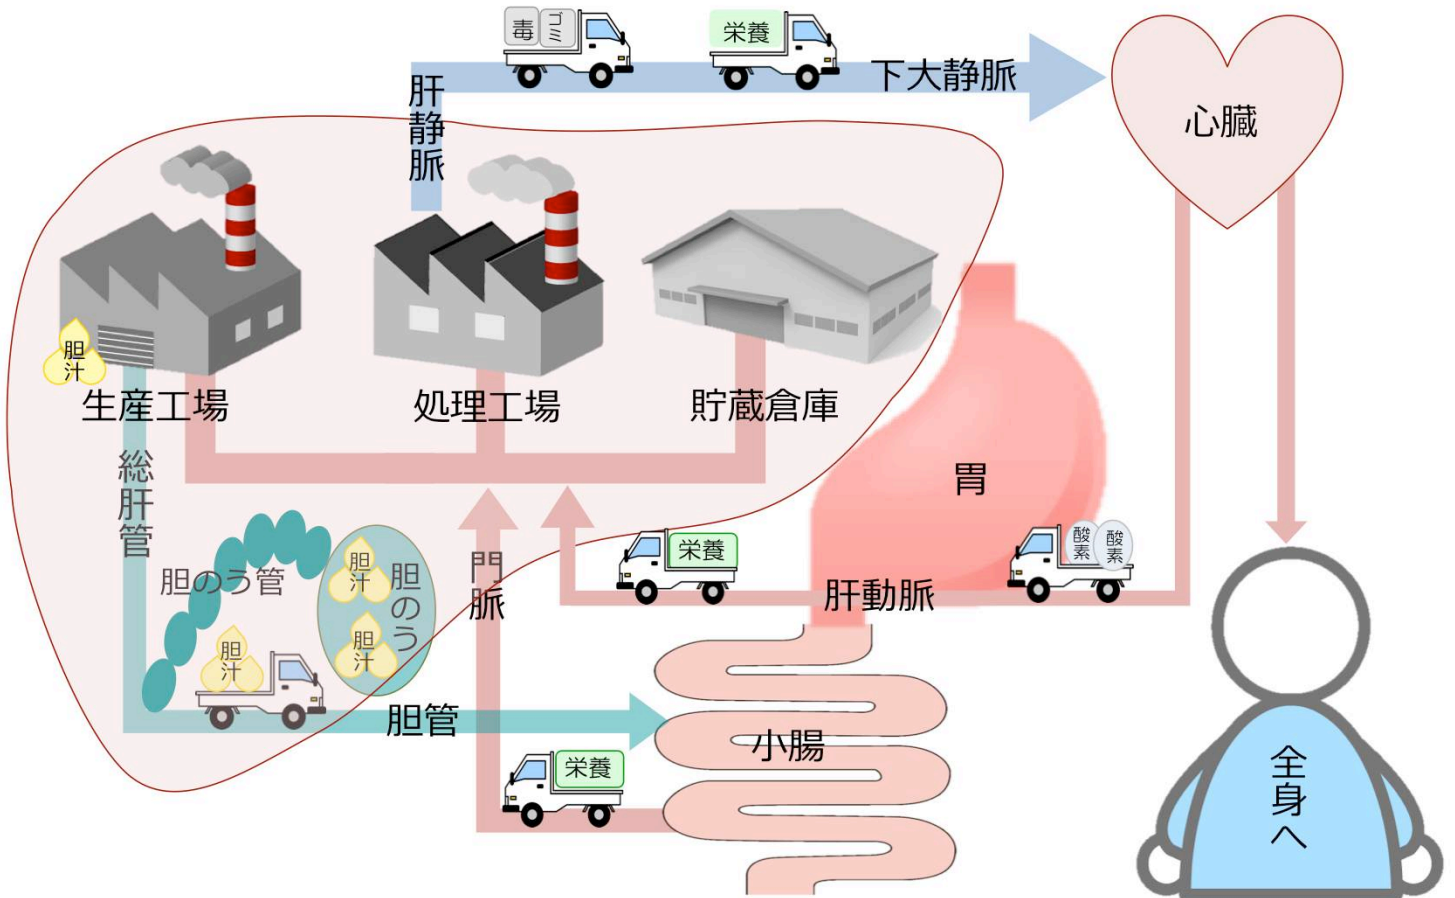 毒
ゴミ
栄養
下大静脈
心臓
肝静脈
胆汁
生産工場
処理工場
貯蔵倉庫
総肝管
胆のう管
胆汁
胆汁
胆のう
胆汁
門脈
栄養
胃
酸素
酸素
肝動脈
胆管
小腸
栄養
全身へ